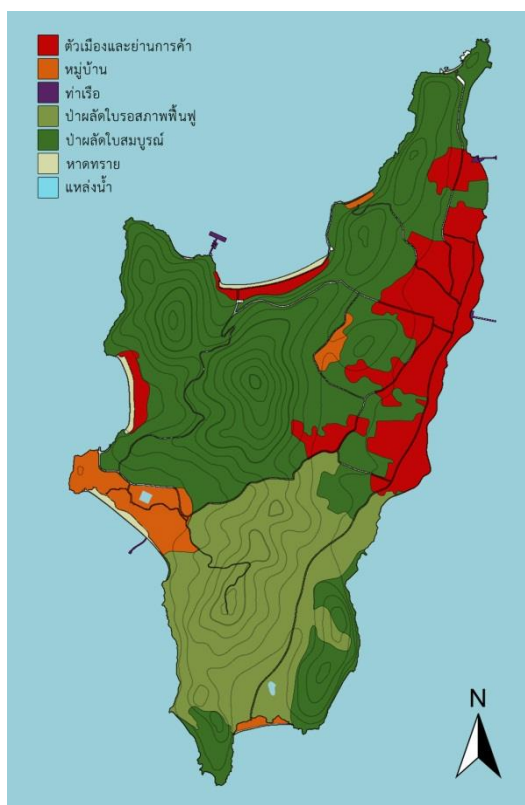 ตัวเมืองและย่านการค้า
หมู่บ้าน
ท่าเรือ
ป่าผลัดใบรอสภาพฟื้นฟู
ป่าผลัดใบสมบูรณ์
หาดทราย
แหล่งน้ำ
N